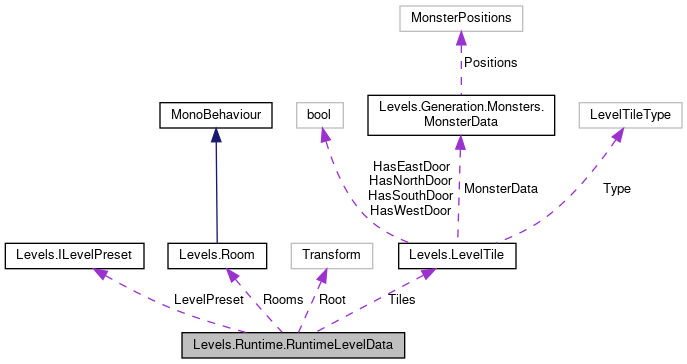 MonsterPositions
Positions
MonoBehaviour
bool
Levels.Generation.Monsters.
MonsterData
LevelTileType
HasEastDoor
HasNorthDoor
HasSouthDoor
HasWestDoor
MonsterData
Type
Levels.ILevelPreset
Levels.Room
Transform
Levels.LevelTile
LevelPreset
Rooms
Root
Tiles
Levels.Runtime.RuntimeLevelData